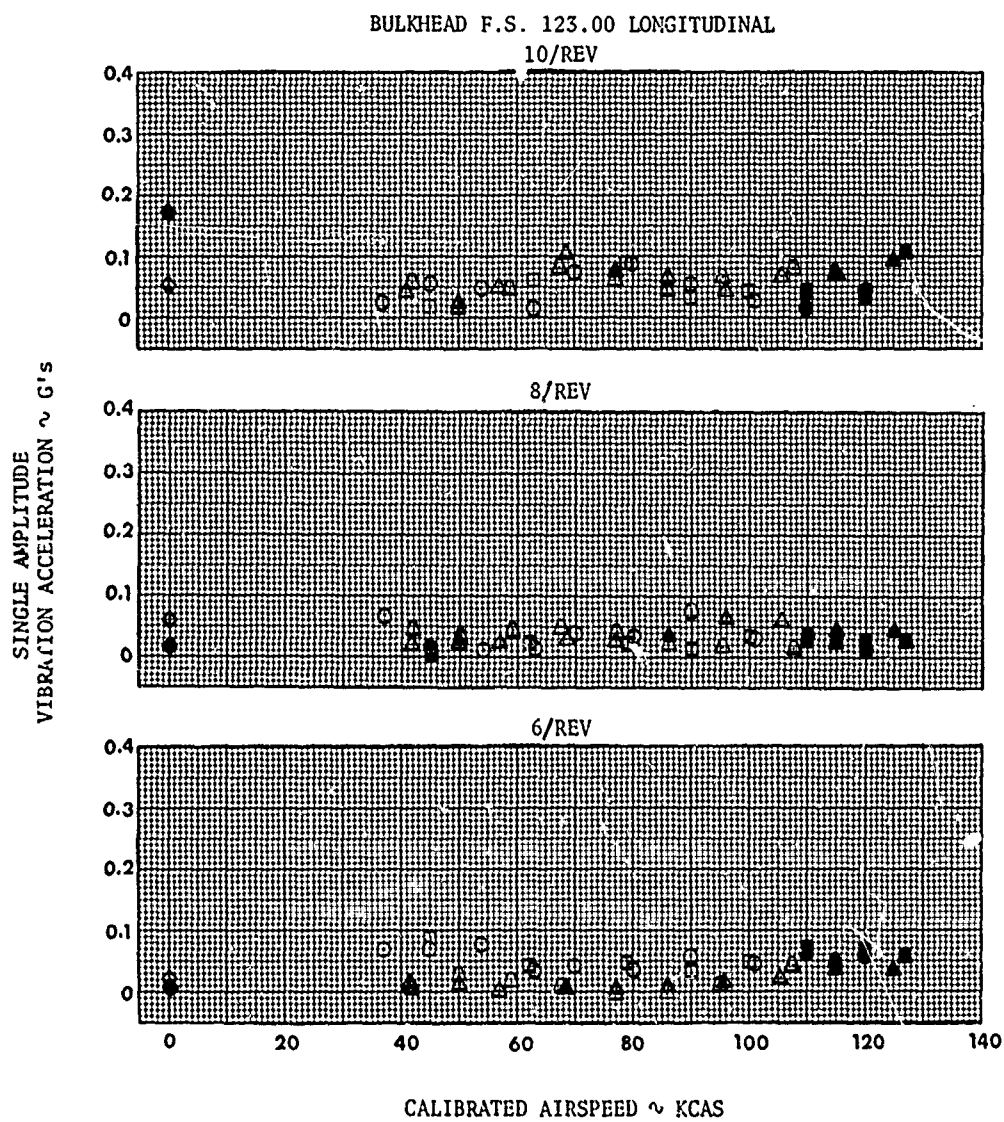 BULKHEAD F.S. 123.00 LONGITUDINAL
10/REV
0.4
0.3
0.2
0.1
0
8/REV
0.4
0.3
0.2
0.1
0
6/REV
0.4
0.3
0.2
0.1
0
0 20 40 60 80 100 120 140
SINGLE AMPLITUDE
VIBRATION ACCELERATION ~ G's
CALIBRATED AIRSPEED ~ KCAS